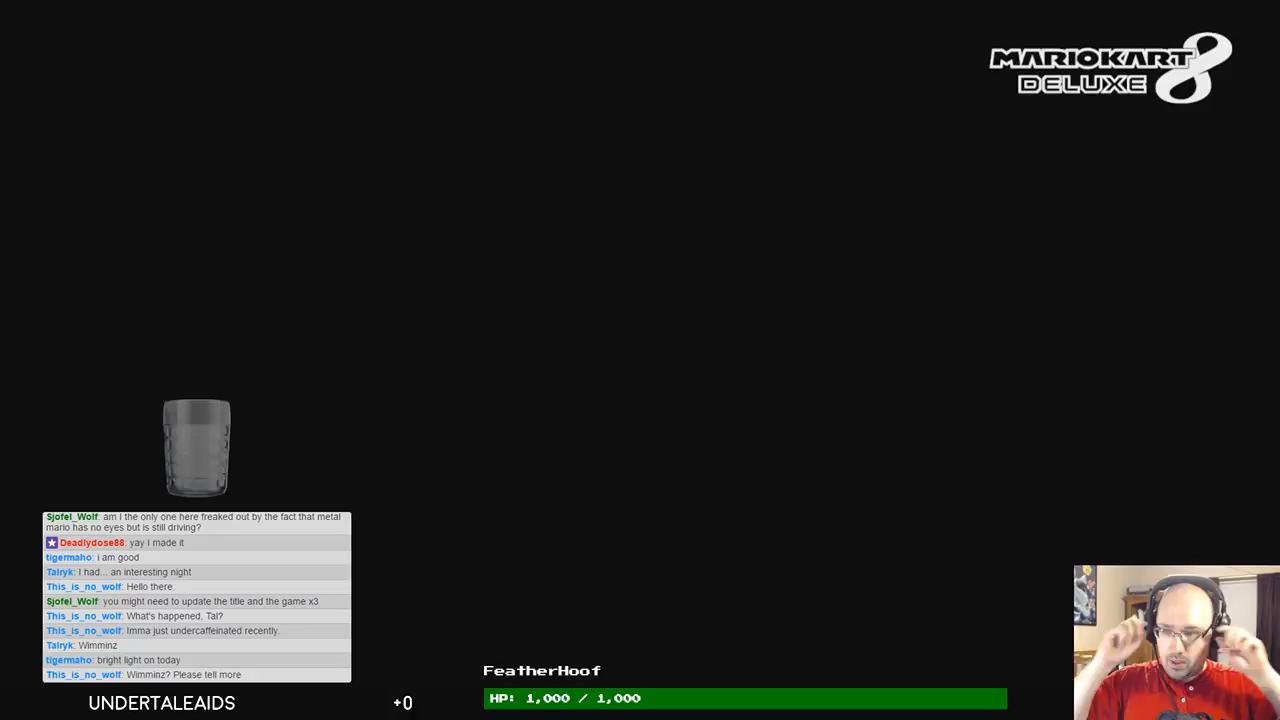 MARIOKART 8
DELUXE
Sjofel_Wolf: am I the only one here freaked out by the fact that metal
mario has no eyes but is still driving?
Deadlydose88: yay I made it
tigermaho: i am good
Talryk: I had... an interesting night
This_is_no_wolf: Hello there.
Sjofel_Wolf: you might need to update the title and the game x3
This_is_no_wolf: What's happened, Tal?
This_is_no_wolf: Imma just undercaffeinated recently.
Talryk: Wimminz
tigermaho: bright light on today
This_is_no_wolf: Wimminz? Please tell more
FeatherHoof
HP: 1,000 / 1,000
UNDERTALEAIDS +0